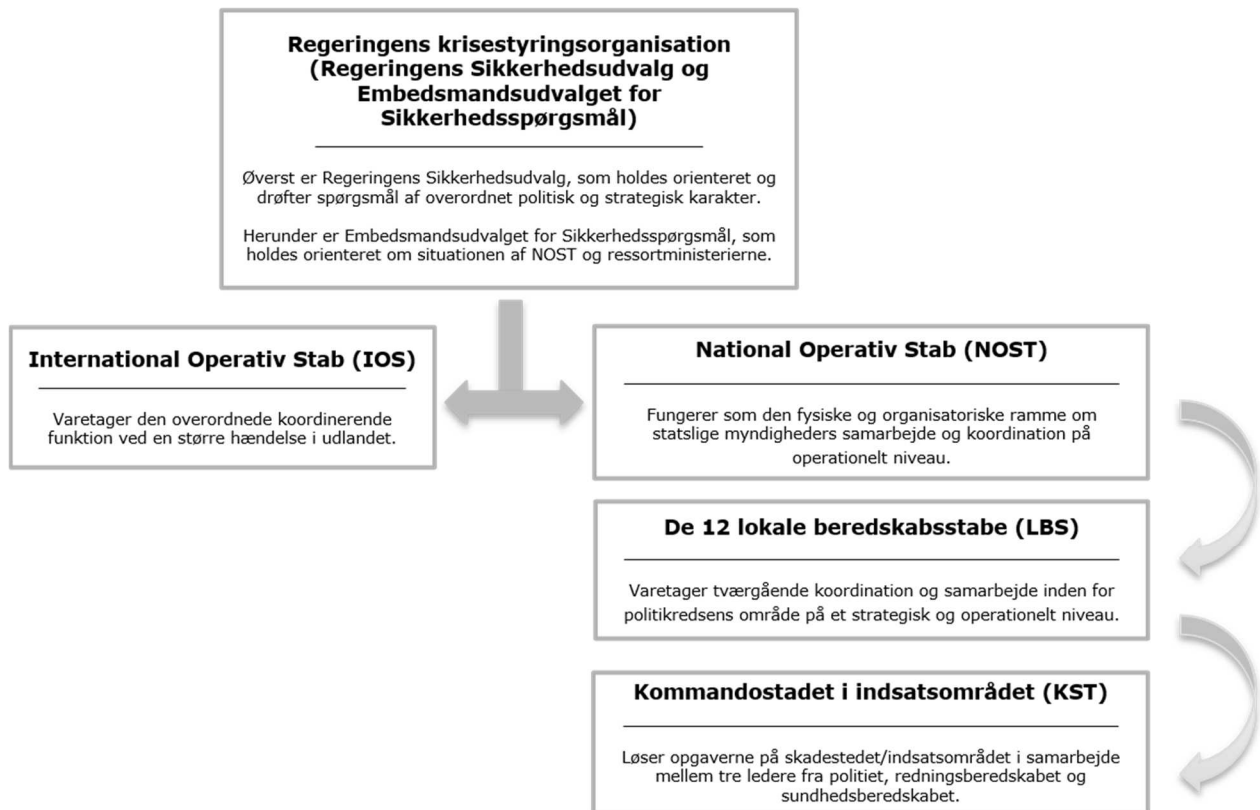 Regeringens krisestyringsorganisation
(Regeringens Sikkerhedsudvalg og
Embedsmandsudvalget for
Sikkerhedsspørgsmål)
Øverst er Regeringens Sikkerhedsudvalg, som holdes orienteret og
drøfter spørgsmål af overordnet politisk og strategisk karakter.
Herunder er Embedsmandsudvalget for Sikkerhedsspørgsmål, som
holdes orienteret om situationen af NOST og ressortministerierne.
International Operativ Stab (IOS)
Varetager den overordnede koordinerende
funktion ved en større hændelse i udlandet.
National Operativ Stab (NOST)
Fungerer som den fysiske og organisatoriske ramme om
statslige myndigheders samarbejde og koordination på
operationelt niveau.
De 12 lokale beredskabsstabe (LBS)
Varetager tværgående koordination og samarbejde inden for
politikredsens område på et strategisk og operationelt niveau.
Kommandostadet i indsatsområdet (KST)
Løser opgaverne på skadestedet/indsatsområdet i samarbejde
mellem tre ledere fra politiet, redningsberedskabet og
sundhedsberedskabet.